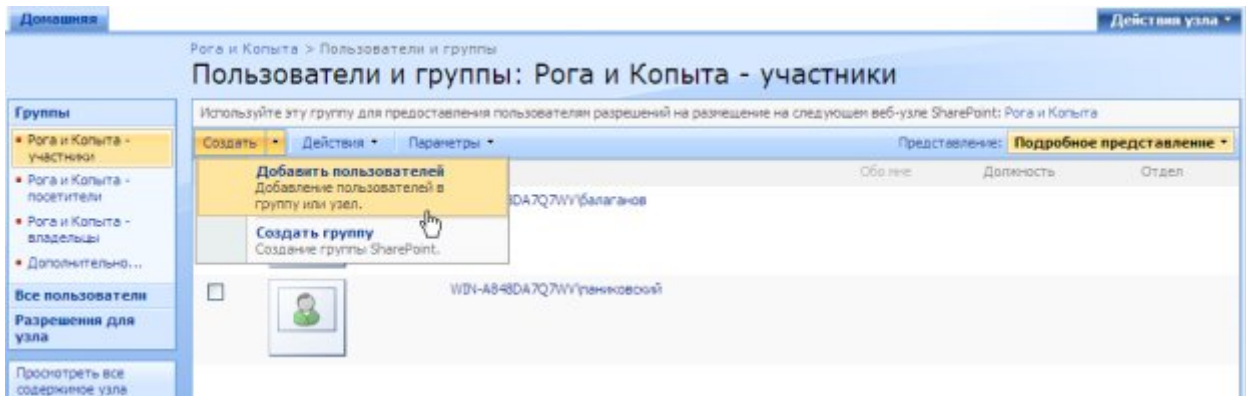 Домашняя
Действия узла
Рога и Копыта > Пользователи и группы
Пользователи и группы: Рога и Копыта - участники
Группы
Рога и Копыта -
участники
Рога и Копыта -
посетители
Рога и Копыта -
владельцы
Дополнительно...
Все пользователи
Разрешения для
узла
Просмотреть все
содержимое узла
Используйте эту группу для предоставления пользователям разрешений на размещение на следующем веб-узле SharePoint: Рога и Копыта
Создать Действия Параметры Представление: Подробное представление
Обо мне Должность Отдел
Добавить пользователей
Добавление пользователей в
группу или узел.
8DA7Q7WV\балаганов
Создать группу
Создание группы SharePoint.
WIN-A848DA7Q7WV\паниковский